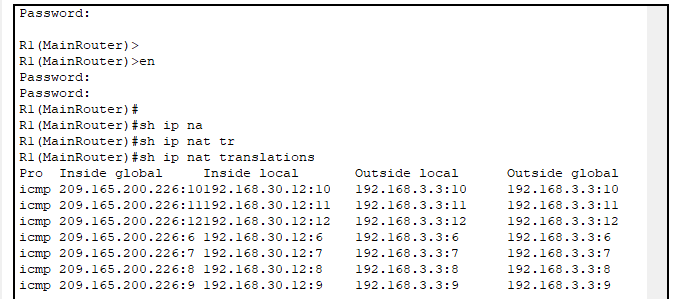 Password:
R1(MainRouter)>
R1(MainRouter)>en
Password:
Password:
R1(MainRouter)#
R1(MainRouter)#sh ip na
R1(MainRouter)#sh ip nat tr
R1(MainRouter)#sh ip nat translations
Pro  Inside global     Inside local       Outside local      Outside global
icmp 209.165.200.226:10192.168.30.12:10   192.168.3.3:10     192.168.3.3:10
icmp 209.165.200.226:11192.168.30.12:11   192.168.3.3:11     192.168.3.3:11
icmp 209.165.200.226:12192.168.30.12:12   192.168.3.3:12     192.168.3.3:12
icmp 209.165.200.226:6 192.168.30.12:6    192.168.3.3:6      192.168.3.3:6
icmp 209.165.200.226:7 192.168.30.12:7    192.168.3.3:7      192.168.3.3:7
icmp 209.165.200.226:8 192.168.30.12:8    192.168.3.3:8      192.168.3.3:8
icmp 209.165.200.226:9 192.168.30.12:9    192.168.3.3:9      192.168.3.3:9